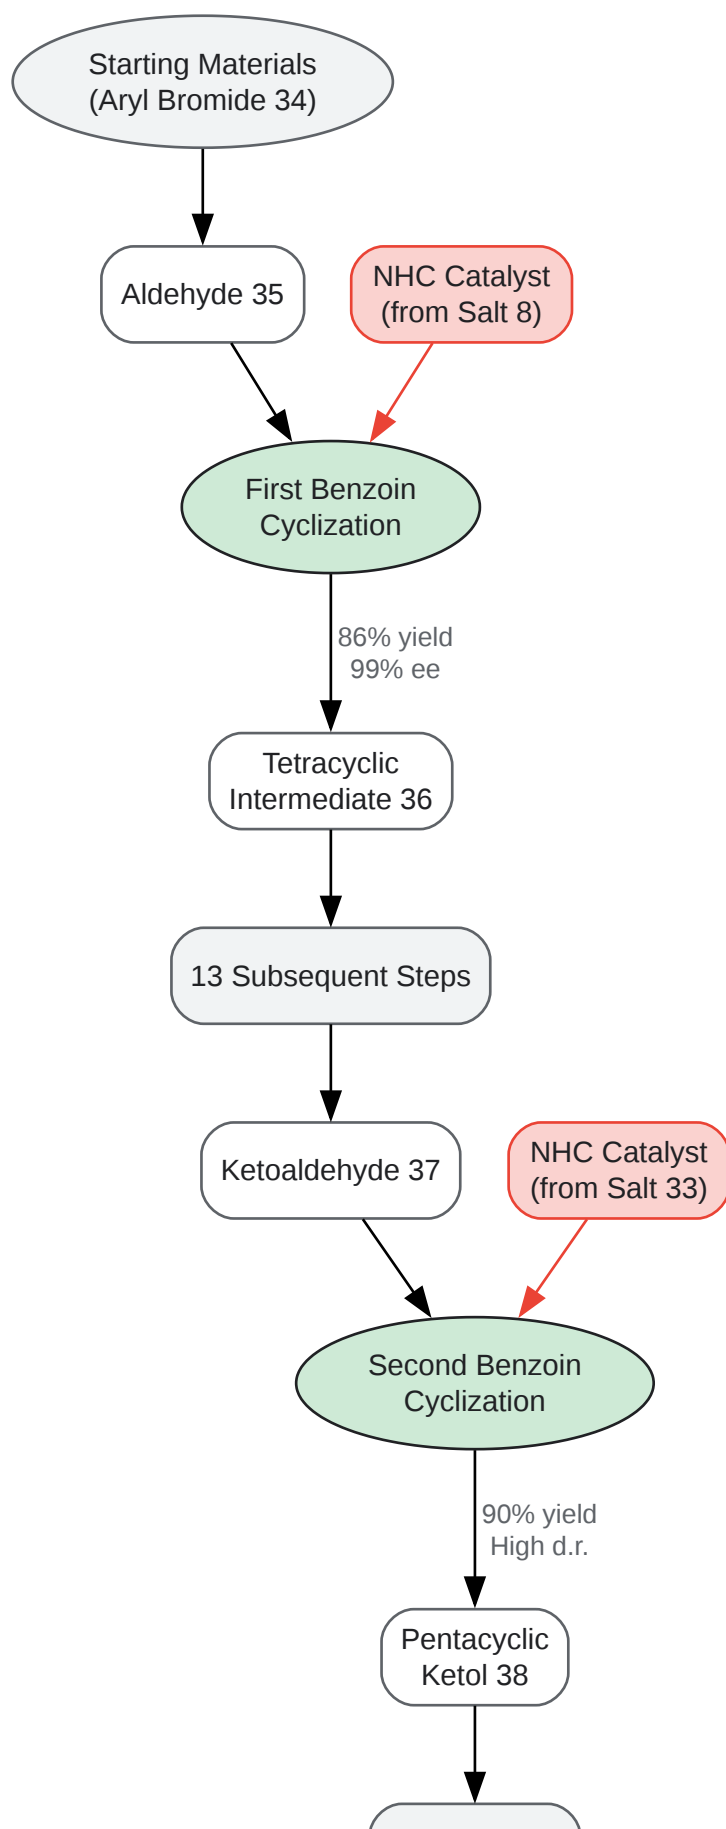 Starting Materials
(Aryl Bromide 34)
Aldehyde 35
NHC Catalyst
(from Salt 8)
First Benzoin
Cyclization
86% yield
99% ee
Tetracyclic
Intermediate 36
13 Subsequent Steps
Ketoaldehyde 37
NHC Catalyst
(from Salt 33)
Second Benzoin
Cyclization
90% yield
High d.r.
Pentacyclic
Ketol 38